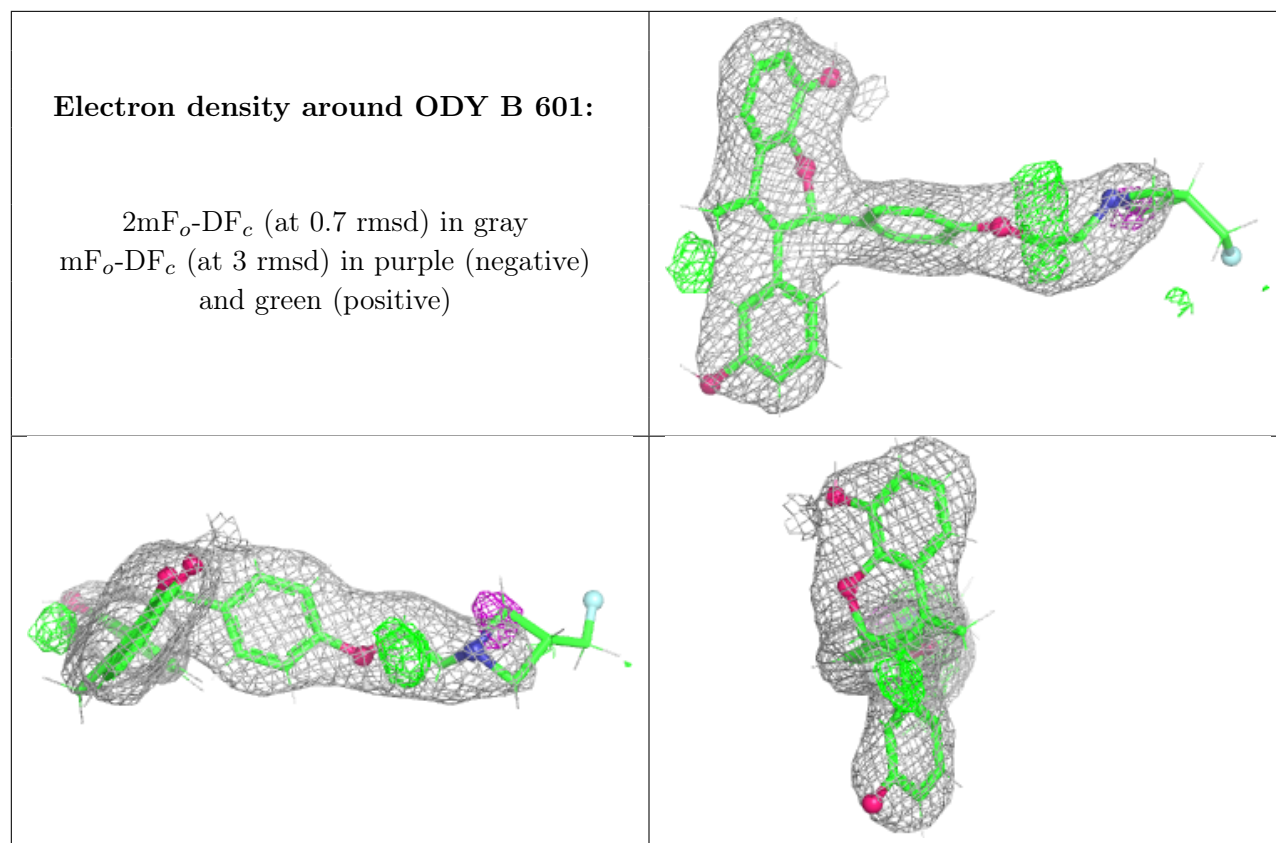 Electron density around ODY B 601:
2mFo-DFc (at 0.7 rmsd) in gray
mFo-DFc (at 3 rmsd) in purple (negative)
and green (positive)